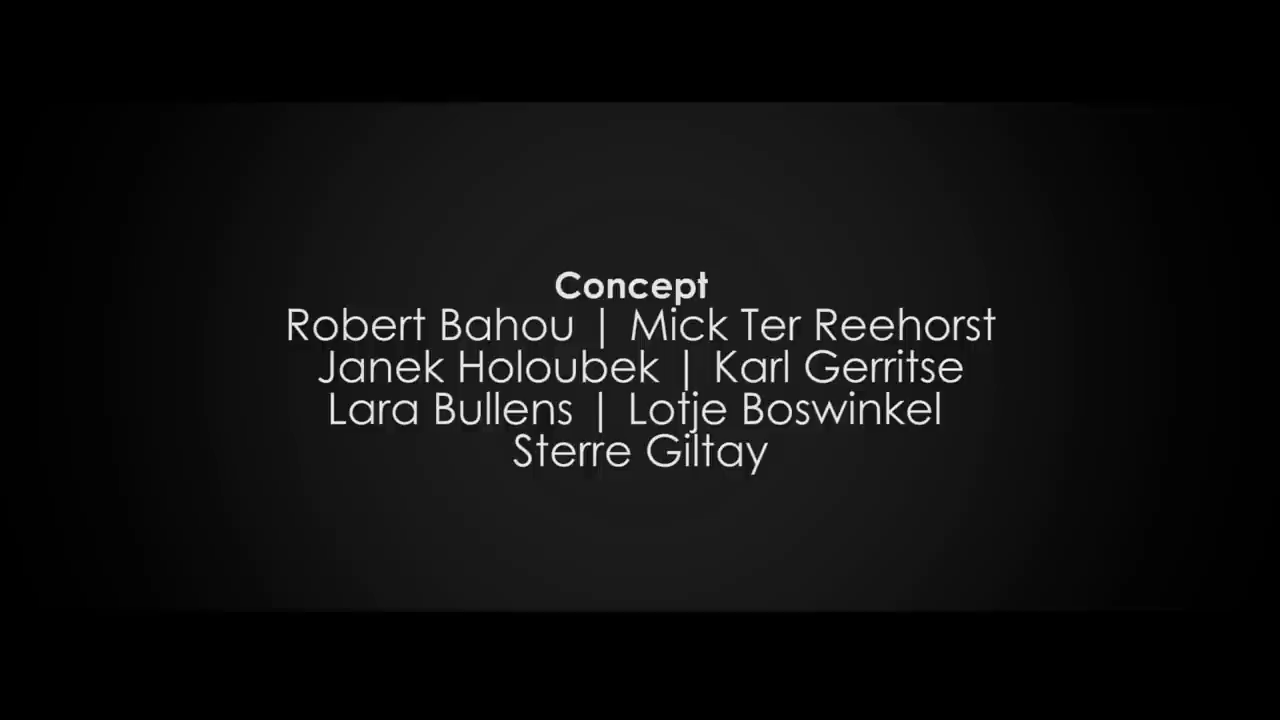 Concept
Robert Bahou | Mick Ter Reehorst
Janek Holoubek | Karl Gerritse
Lara Bullens | Lotje Boswinkel
Sterre Giltay